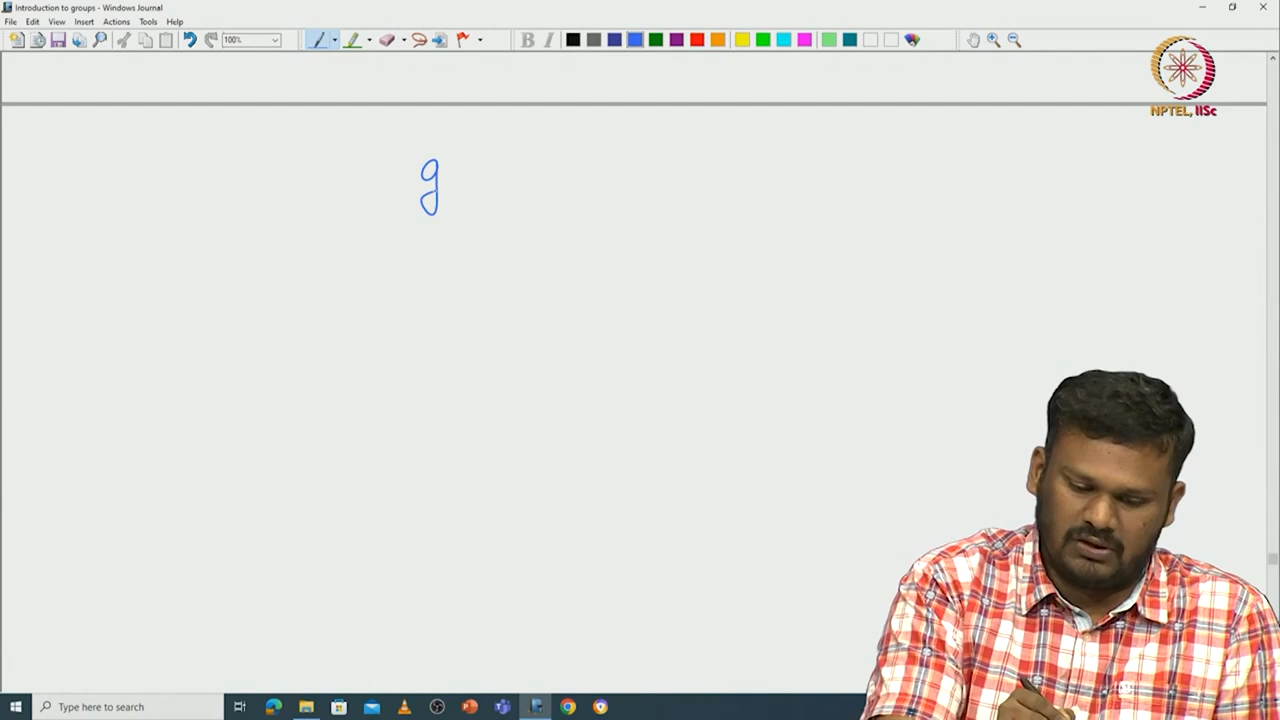 Introduction to groups - Windows Journal
File Edit View Insert Actions Tools Help
100% B I
NPTEL, IISc
g
Type here to search